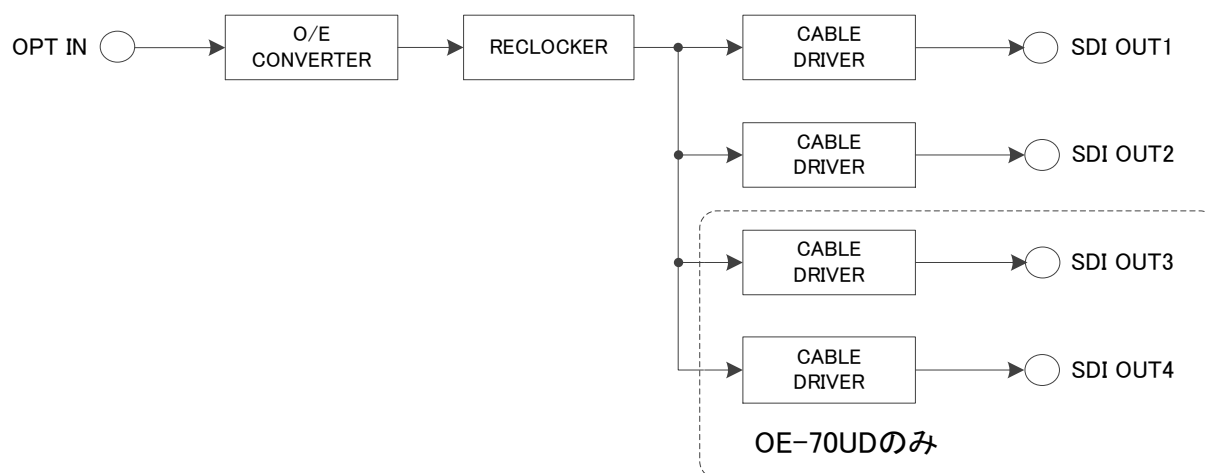 OPT IN
O/E
CONVERTER
RECLOCKER
CABLE
DRIVER
SDI OUT1
CABLE
DRIVER
SDI OUT2
CABLE
DRIVER
SDI OUT3
CABLE
DRIVER
SDI OUT4
OE-70UDのみ